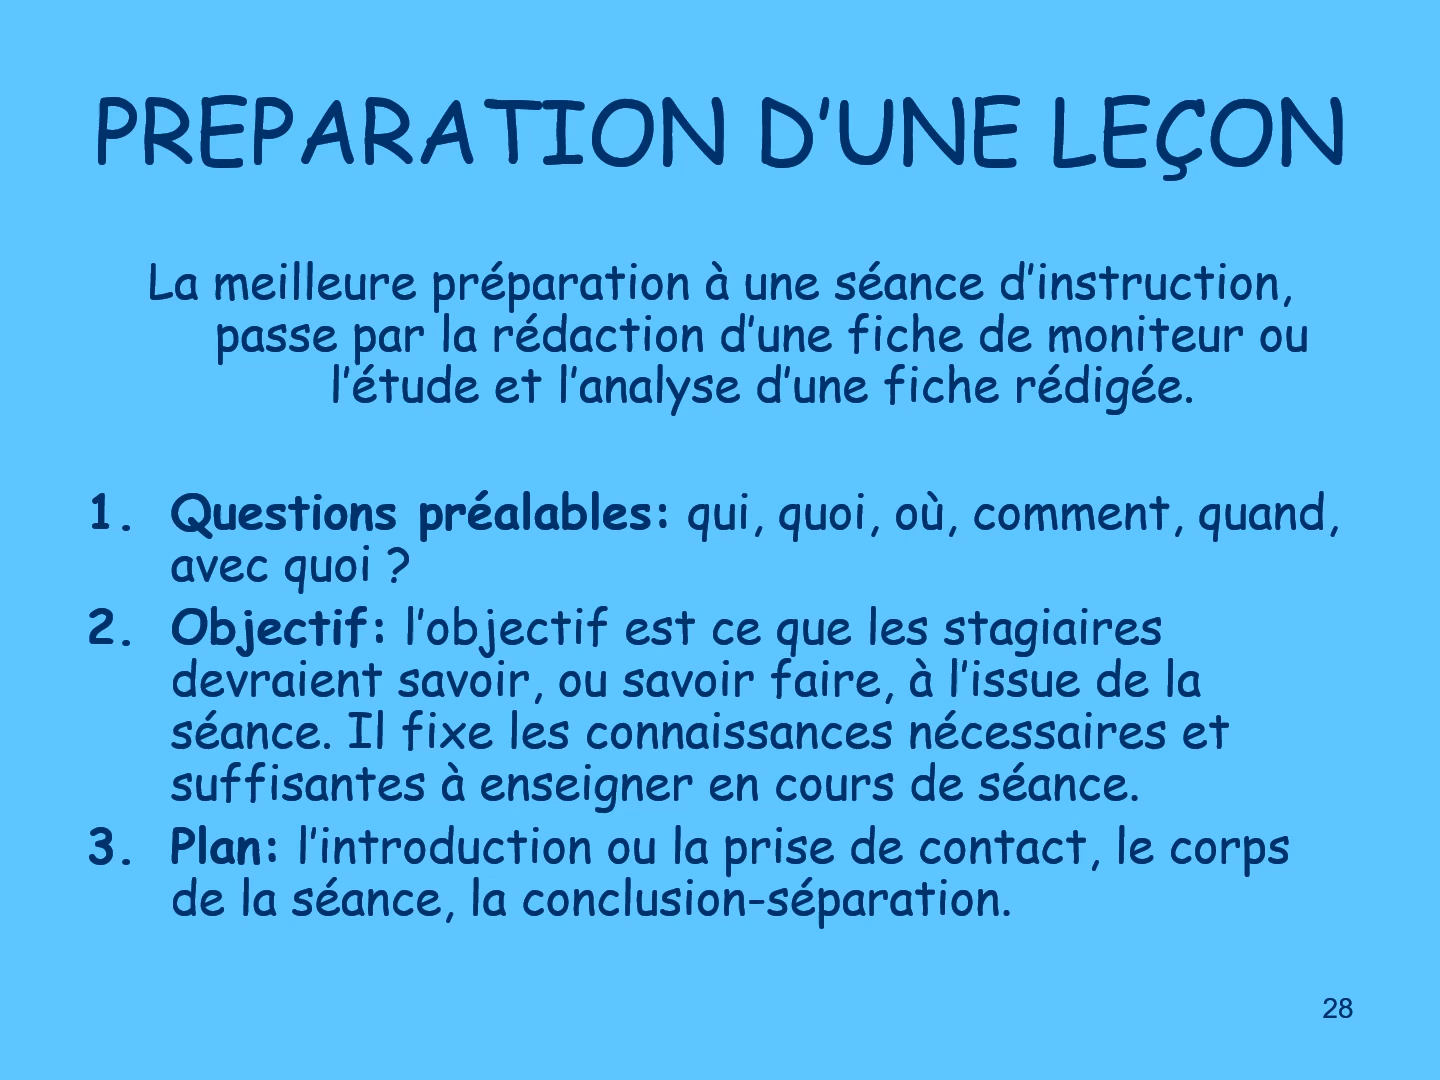 PREPARATION D’UNE LEÇON
La meilleure préparation à une séance d’instruction,
passe par la rédaction d’une fiche de moniteur ou
l’étude et l’analyse d’une fiche rédigée.
1. Questions préalables: qui, quoi, où, comment, quand,
avec quoi ?
2. Objectif: l’objectif est ce que les stagiaires
devraient savoir, ou savoir faire, à l’issue de la
séance. Il fixe les connaissances nécessaires et
suffisantes à enseigner en cours de séance.
3. Plan: l’introduction ou la prise de contact, le corps
de la séance, la conclusion-séparation.
28